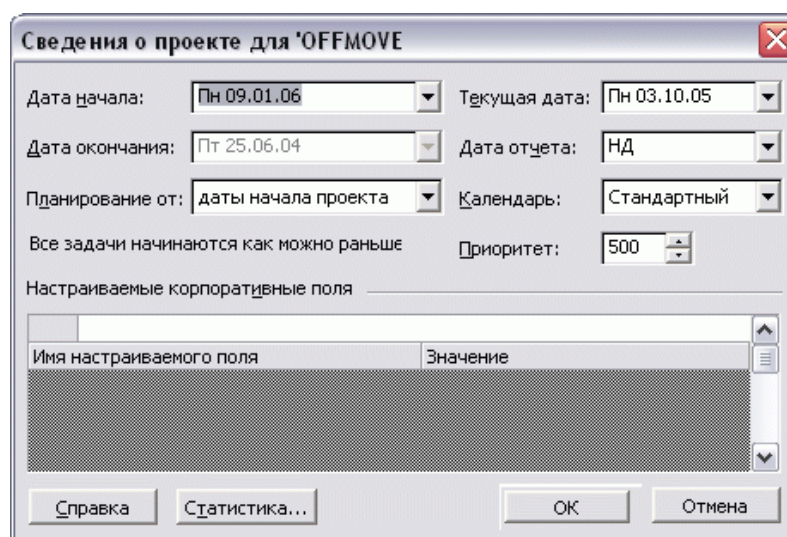 Сведения о проекте для 'OFFMOVE
Дата начала: Пн 09.01.06 Текущая дата: Пн 03.10.05
Дата окончания: Пт 25.06.04 Дата отчета: НД
Планирование от: даты начала проекта Календарь: Стандартный
Все задачи начинаются как можно раньше Приоритет: 500
Настраиваемые корпоративные поля
Имя настраиваемого поля Значение
Справка Статистика... ОК Отмена